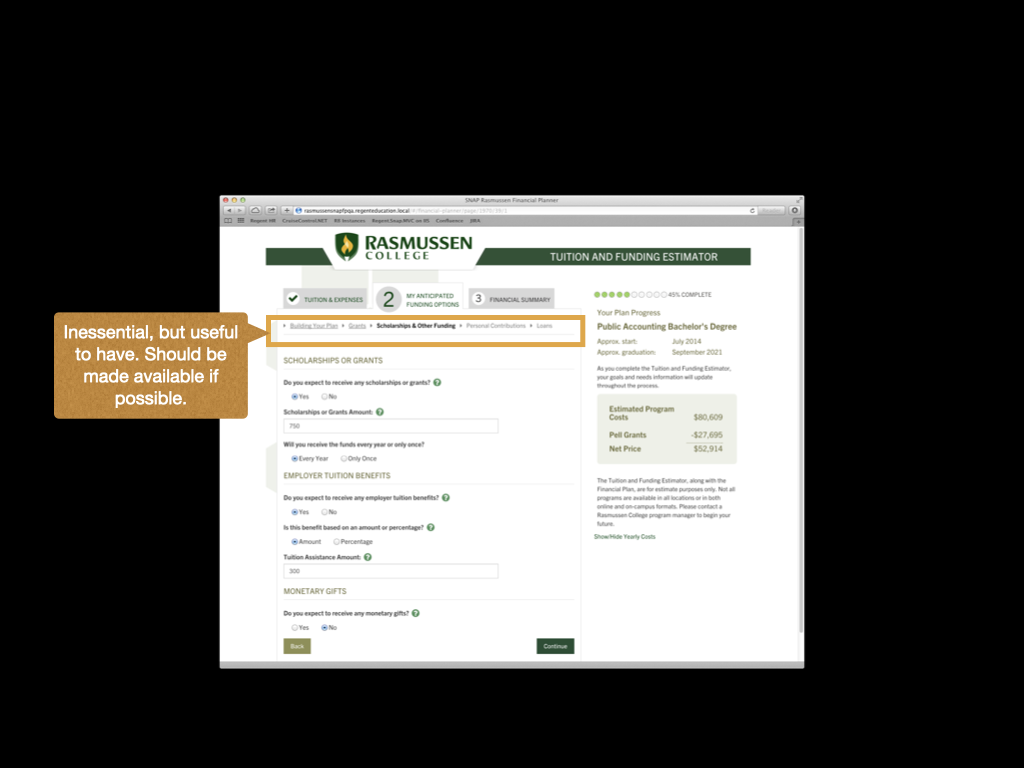 SNAP Rasmussen Financial Planner
rasmussensnapfpqa.regenteducation.local
Reader
Regent HR CruiseControl.NET RX Instances Regent.Snap.MVC on XS Confluence JIRA
RASMUSSEN
COLLEGE
TUITION AND FUNDING ESTIMATOR
TUITION & EXPENSES
2
MY ANTICIPATED
FUNDING OPTIONS
3
FINANCIAL SUMMARY
45% COMPLETE
Building Your Plan Grants Scholarships & Other Funding Personal Contributions Loans
Inessential, but useful
to have. Should be
made available if
possible.
SCHOLARSHIPS OR GRANTS
Do you expect to receive any scholarships or grants? ?
Yes No
Scholarships or Grants Amount: ?
750
Will you receive the funds every year or only once?
Every Year Only Once
EMPLOYER TUITION BENEFITS
Do you expect to receive any employer tuition benefits? ?
Yes No
Is this benefit based on an amount or percentage? ?
Amount Percentage
Tuition Assistance Amount: ?
300
MONETARY GIFTS
Do you expect to receive any monetary gifts? ?
Yes No
Back
Continue
Your Plan Progress
Public Accounting Bachelor's Degree
Approx. start: July 2014
Approx. graduation: September 2021
As you complete the Tuition and Funding Estimator,
your goals and needs information will update
throughout the process.
Estimated Program
Costs $80,609
Pell Grants -$27,695
Net Price $52,914
The Tuition and Funding Estimator, along with the
Financial Plan, are for estimate purposes only. Not all
programs are available in all locations or in both
online and on-campus formats. Please contact a
Rasmussen College program manager to begin your
future.
Show/Hide Yearly Costs